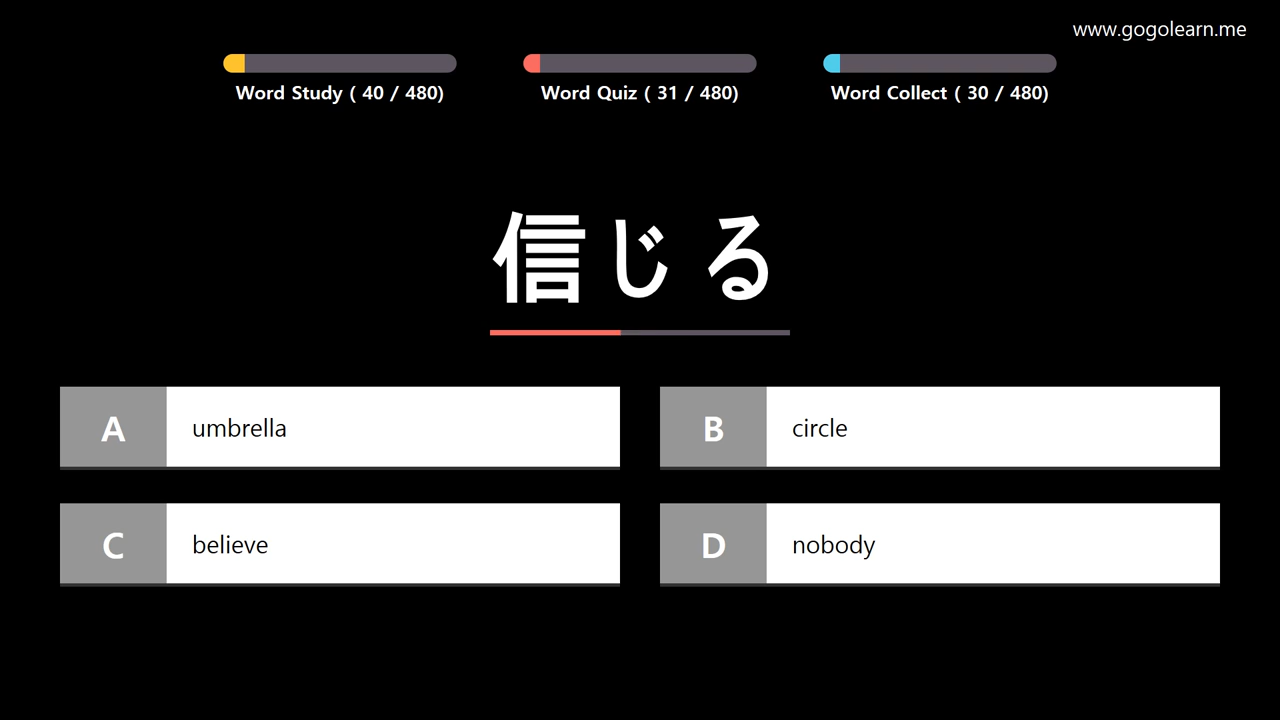 www.gogolearn.me
Word Study ( 40 / 480)
Word Quiz ( 31 / 480)
Word Collect ( 30 / 480)
信じる
A umbrella
B circle
C believe
D nobody